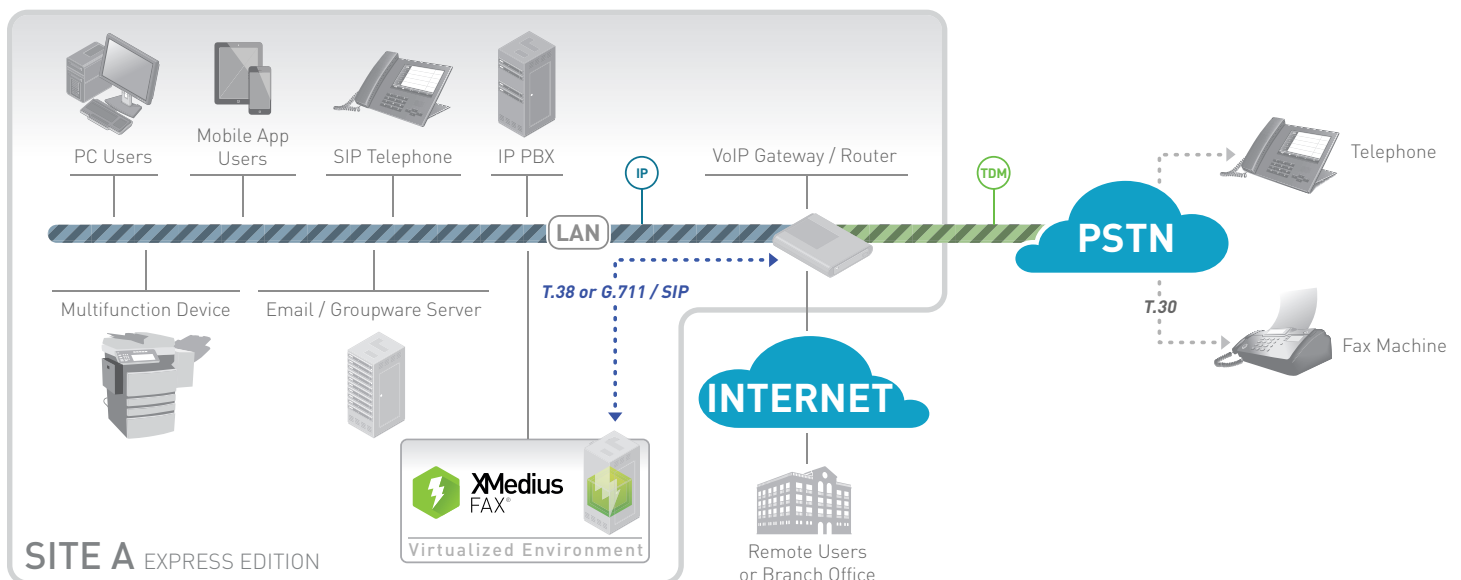 PC Users
Mobile App
Users
SIP Telephone
IP PBX
IP
VoIP Gateway / Router
TDM
Telephone
LAN
PSTN
T.38 or G.711 / SIP
T.30
Multifunction Device
Email / Groupware Server
Fax Machine
INTERNET
XMedius
FAX®
Virtualized Environment
Remote Users
or Branch Office
SITE A EXPRESS EDITION